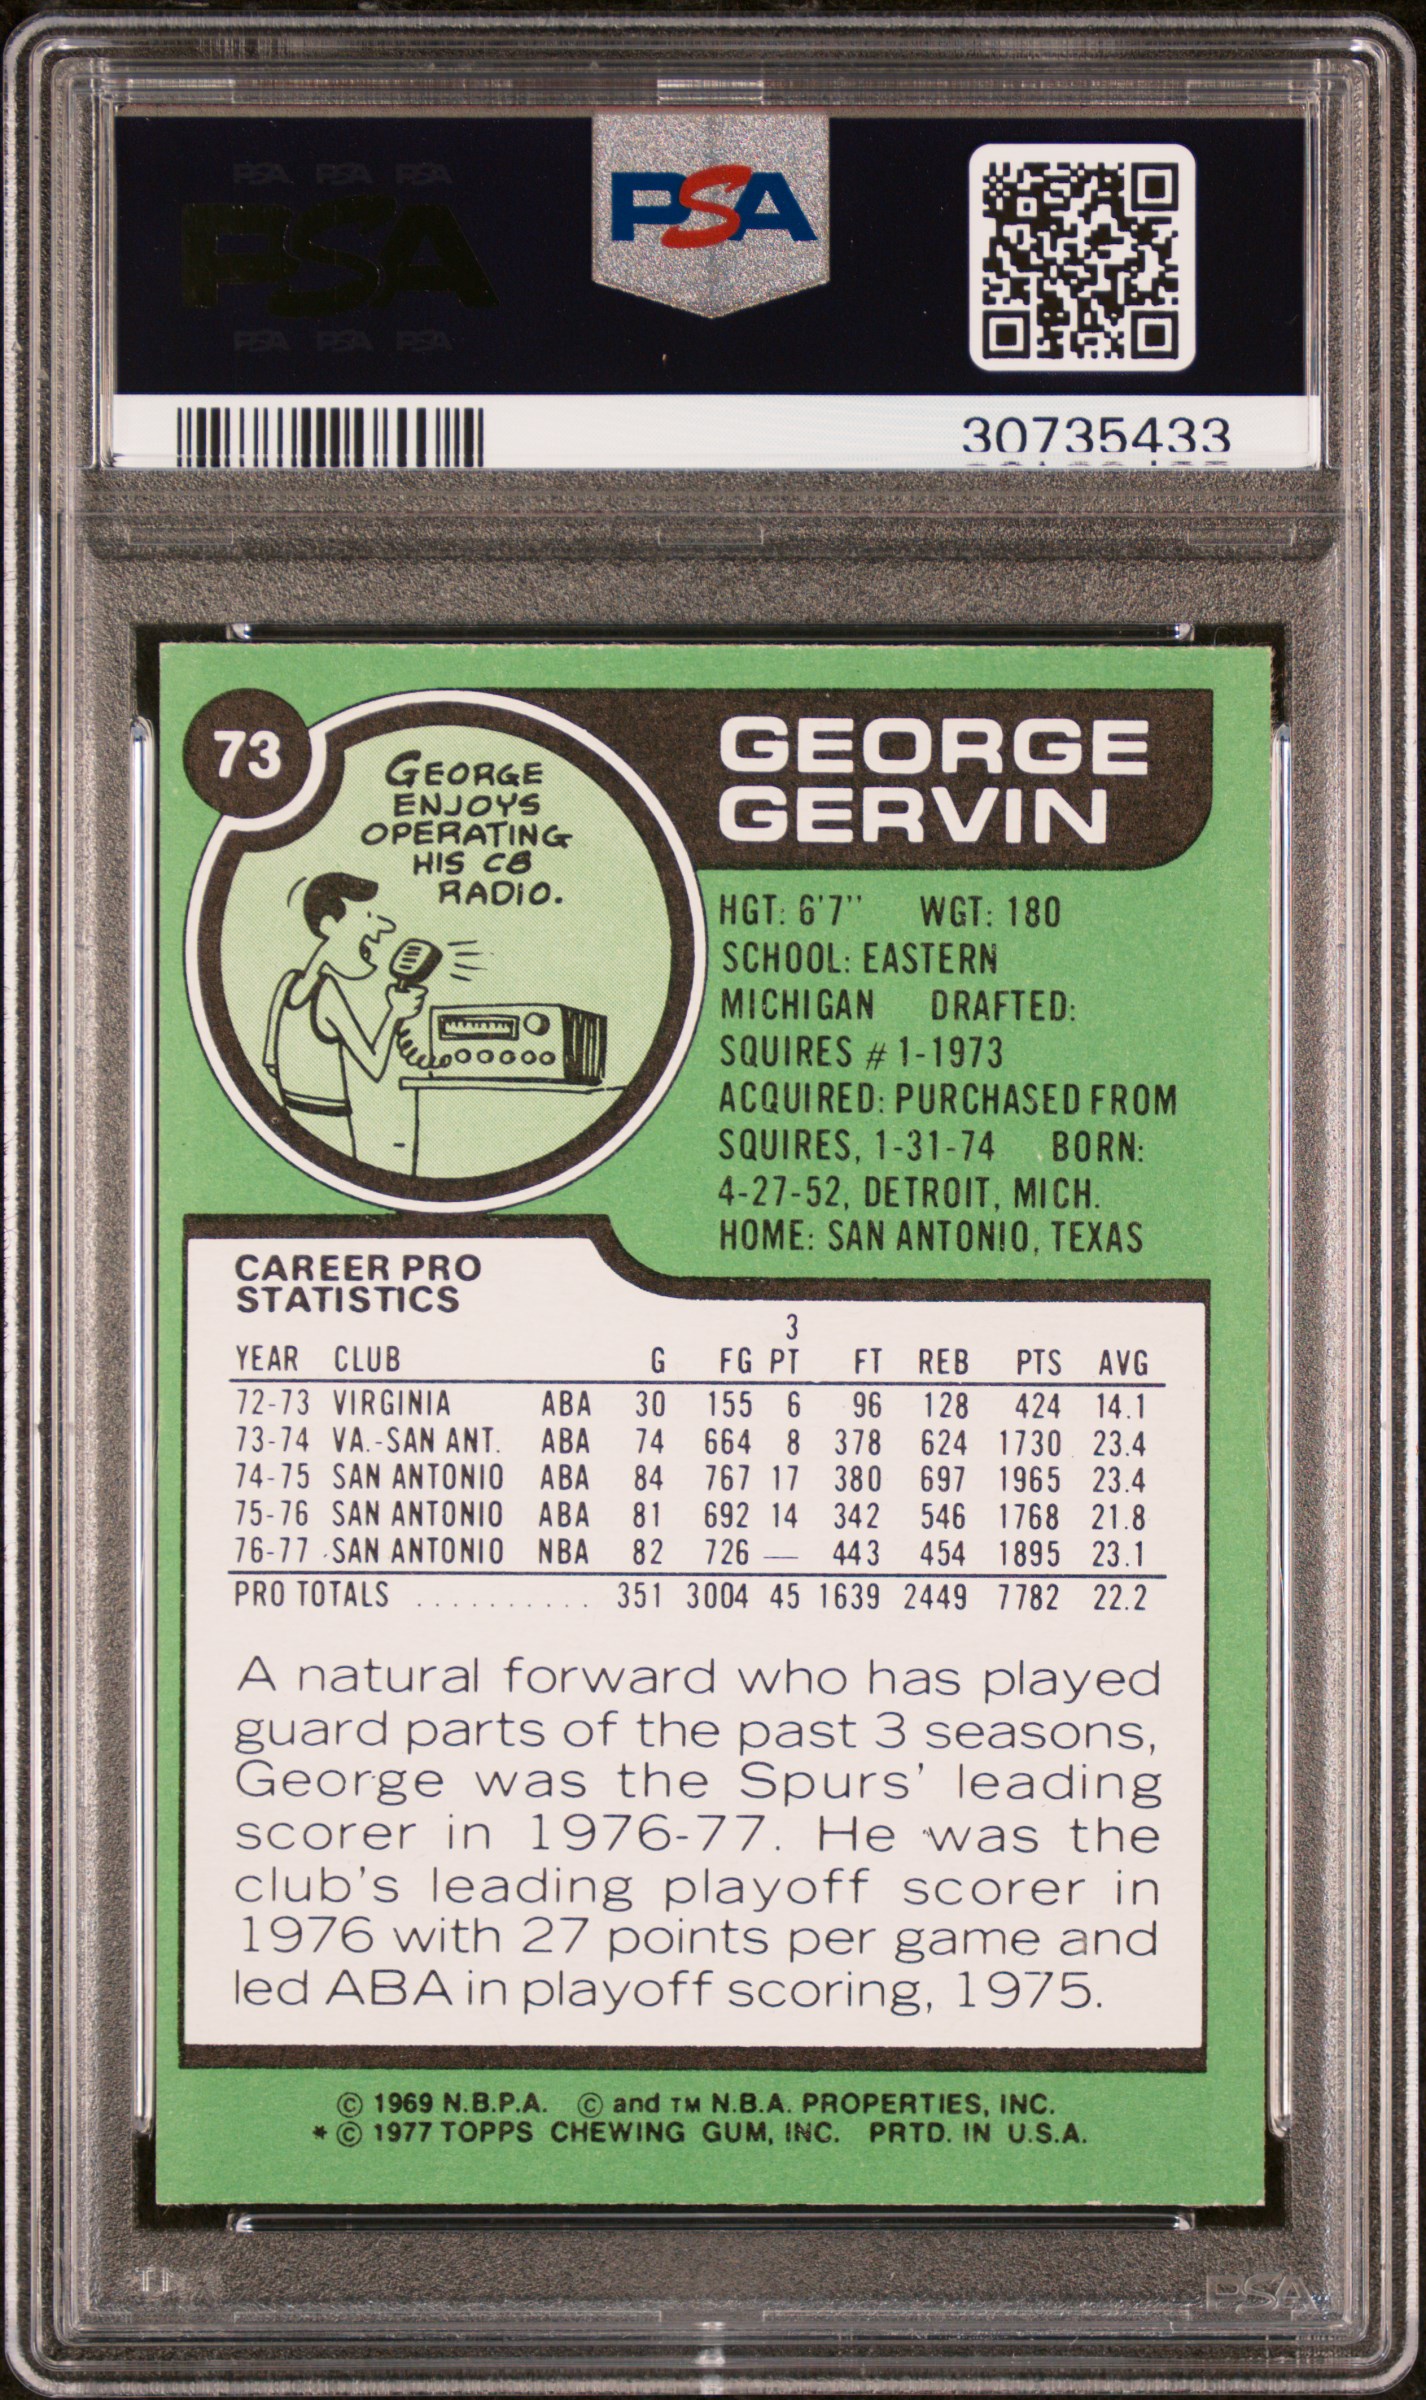 PSA PSA PSA
PSA
PSA PSA PSA
PSA
30735433
73
GEORGE
ENJOYS
OPERATING
HIS CB
RADIO.
GEORGE
GERVIN
HGT: 6'7" WGT: 180
SCHOOL: EASTERN
MICHIGAN DRAFTED:
SQUIRES #1-1973
ACQUIRED: PURCHASED FROM
SQUIRES, 1-31-74 BORN:
4-27-52, DETROIT, MICH.
HOME: SAN ANTONIO, TEXAS
CAREER PRO
STATISTICS
3
YEAR CLUB G FG PT FT REB PTS AVG
72-73 VIRGINIA ABA 30 155 6 96 128 424 14.1
73-74 VA.-SAN ANT. ABA 74 664 8 378 624 1730 23.4
74-75 SAN ANTONIO ABA 84 767 17 380 697 1965 23.4
75-76 SAN ANTONIO ABA 81 692 14 342 546 1768 21.8
76-77 SAN ANTONIO NBA 82 726 — 443 454 1895 23.1
PRO TOTALS .......... 351 3004 45 1639 2449 7782 22.2
A natural forward who has played
guard parts of the past 3 seasons,
George was the Spurs' leading
scorer in 1976-77. He was the
club's leading playoff scorer in
1976 with 27 points per game and
led ABA in playoff scoring, 1975.
© 1969 N.B.P.A. © and TM N.B.A. PROPERTIES, INC.
* © 1977 TOPPS CHEWING GUM, INC. PRTD. IN U.S.A.
PSA